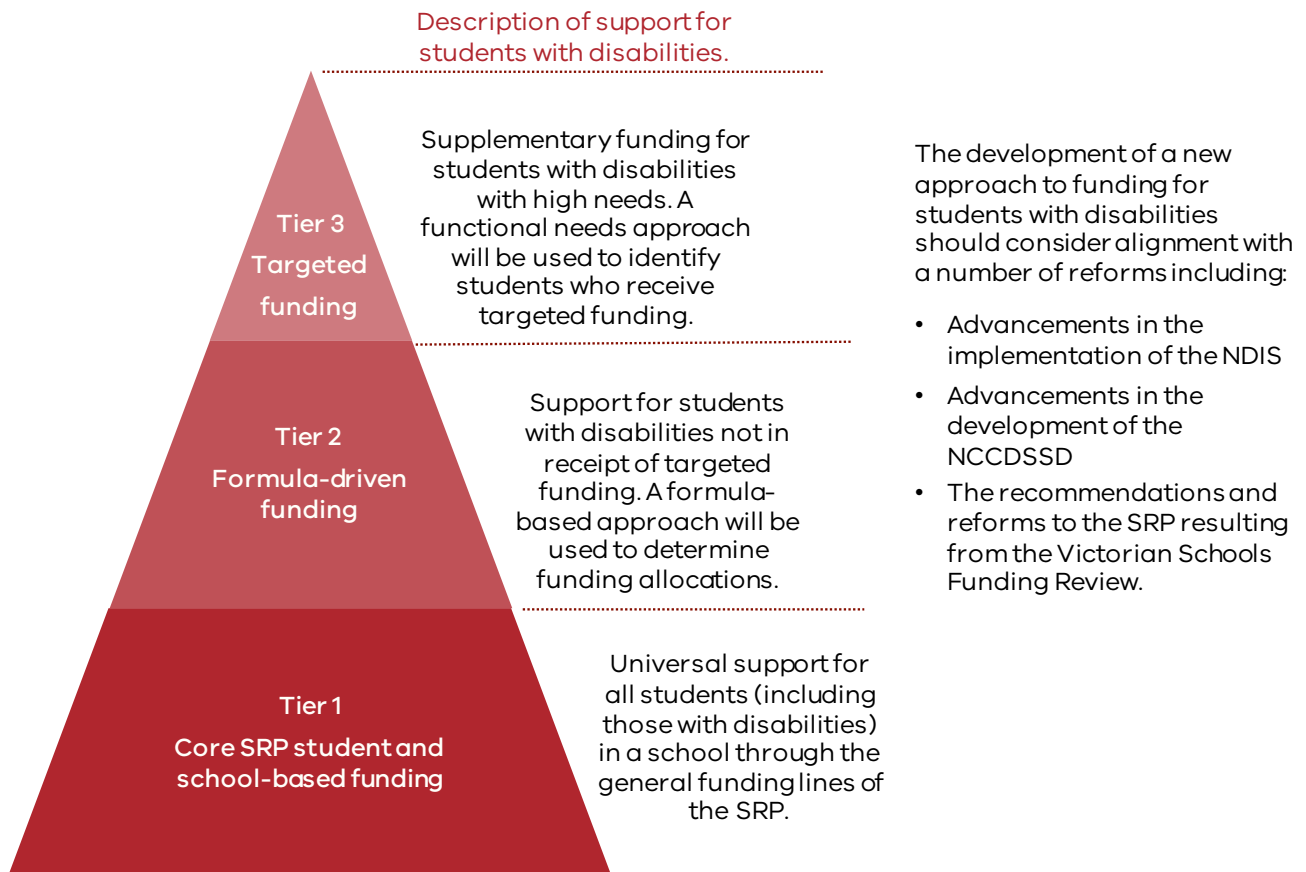 Description of support for
students with disabilities.
Tier 3
Targeted
funding
Supplementary funding for
students with disabilities
with high needs. A
functional needs approach
will be used to identify
students who receive
targeted funding.
Tier 2
Formula-driven
funding
Support for students
with disabilities not in
receipt of targeted
funding. A formula-
based approach will be
used to determine
funding allocations.
Tier 1
Core SRP student and
school-based funding
Universal support for
all students (including
those with disabilities)
in a school through the
general funding lines of
the SRP.
The development of a new
approach to funding for
students with disabilities
should consider alignment with
a number of reforms including:
• Advancements in the
implementation of the NDIS
• Advancements in the
development of the
NCCDSSD
• The recommendations and
reforms to the SRP resulting
from the Victorian Schools
Funding Review.